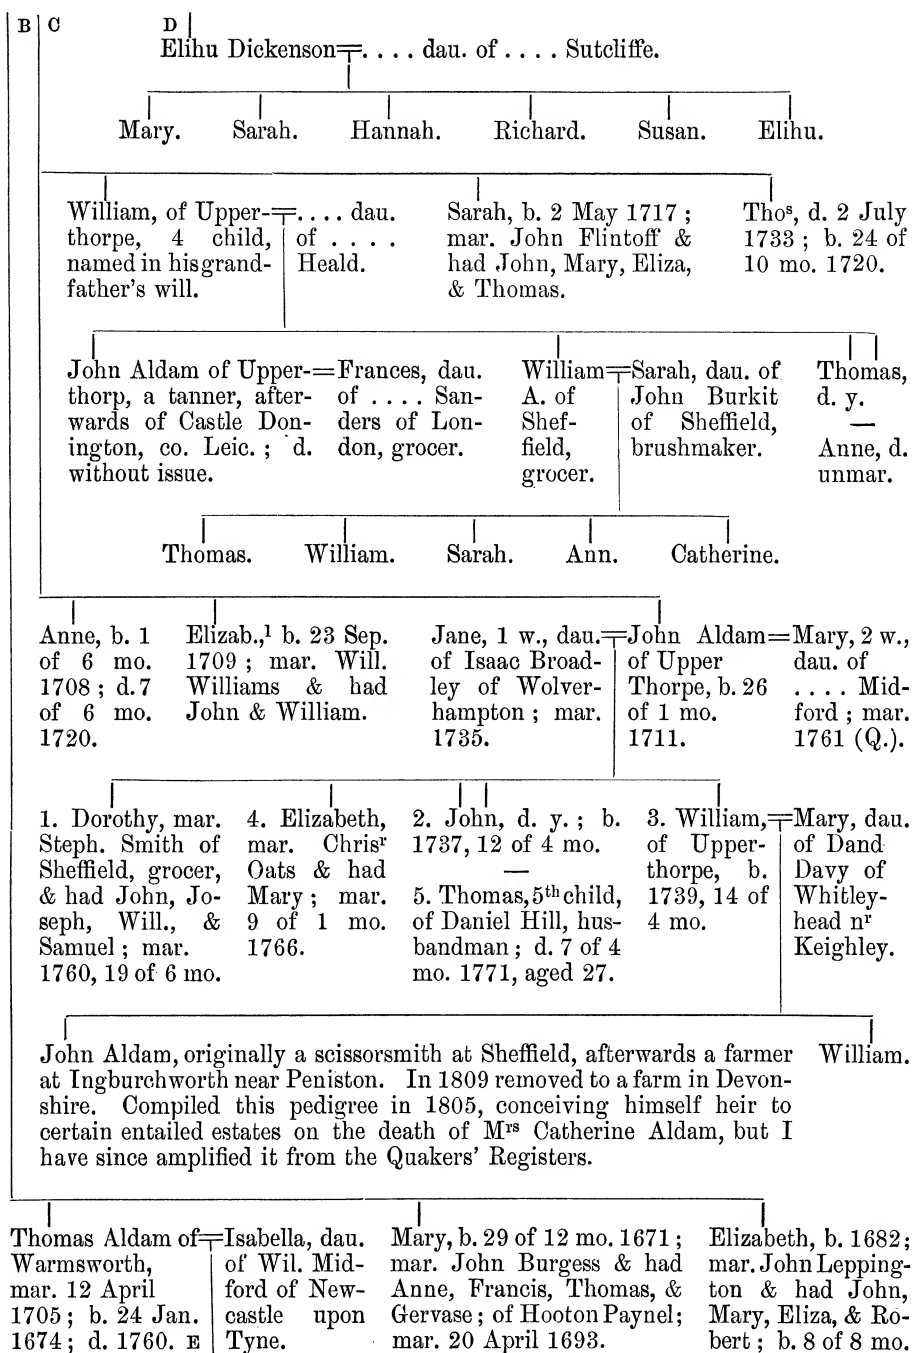 B C D
Elihu Dickenson=. . . . dau. of . . . . Sutcliffe.
Mary. Sarah. Hannah. Richard. Susan. Elihu.
William, of Upper-
thorpe, 4 child,
named in his grand-
father's will.
=. . . . dau.
of . . . .
Heald.
Sarah, b. 2 May 1717 ;
mar. John Flintoff &
had John, Mary, Eliza,
& Thomas.
Thoˢ, d. 2 July
1733 ; b. 24 of
10 mo. 1720.
John Aldam of Upper-
thorp, a tanner, after-
wards of Castle Don-
ington, co. Leic. ; d.
without issue.
=Frances, dau.
of . . . . San-
ders of Lon-
don, grocer.
William
A. of
Shef-
field,
grocer.
=Sarah, dau. of
John Burkit
of Sheffield,
brushmaker.
Thomas,
d. y.
—
Anne, d.
unmar.
Thomas. William. Sarah. Ann. Catherine.
Anne, b. 1
of 6 mo.
1708 ; d. 7
of 6 mo.
1720.
Elizab.,¹ b. 23 Sep.
1709 ; mar. Will.
Williams & had
John & William.
Jane, 1 w., dau.
of Isaac Broad-
ley of Wolver-
hampton ; mar.
1735.
=John Aldam
of Upper
Thorpe, b. 26
of 1 mo.
1711.
=Mary, 2 w.,
dau. of
. . . . Mid-
ford ; mar.
1761 (Q.).
1. Dorothy, mar.
Steph. Smith of
Sheffield, grocer,
& had John, Jo-
seph, Will., &
Samuel ; mar.
1760, 19 of 6 mo.
4. Elizabeth,
mar. Chrisʳ
Oats & had
Mary ; mar.
9 of 1 mo.
1766.
2. John, d. y. ; b.
1737, 12 of 4 mo.
—
5. Thomas, 5ᵗʰ child,
of Daniel Hill, hus-
bandman ; d. 7 of 4
mo. 1771, aged 27.
3. William,
of Upper-
thorpe, b.
1739, 14 of
4 mo.
=Mary, dau.
of Dand
Davy of
Whitley-
head nʳ
Keighley.
John Aldam, originally a scissorsmith at Sheffield, afterwards a farmer
at Ingburchworth near Peniston. In 1809 removed to a farm in Devon-
shire. Compiled this pedigree in 1805, conceiving himself heir to
certain entailed estates on the death of Mʳˢ Catherine Aldam, but I
have since amplified it from the Quakers' Registers.
William.
Thomas Aldam of
Warmsworth,
mar. 12 April
1705 ; b. 24 Jan.
1674 ; d. 1760. E
=Isabella, dau.
of Wil. Mid-
ford of New-
castle upon
Tyne.
Mary, b. 29 of 12 mo. 1671 ;
mar. John Burgess & had
Anne, Francis, Thomas, &
Gervase ; of Hooton Paynel ;
mar. 20 April 1693.
Elizabeth, b. 1682 ;
mar. John Lepping-
ton & had John,
Mary, Eliza, & Ro-
bert ; b. 8 of 8 mo.